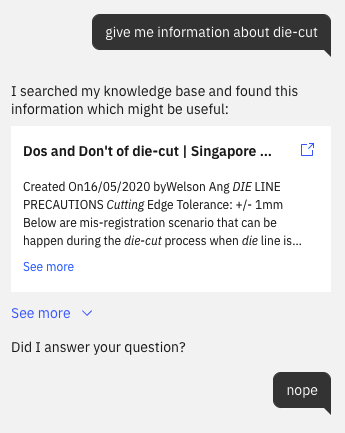 give me information about die-cut
I searched my knowledge base and found this
information which might be useful:
Dos and Don't of die-cut | Singapore ...
Created On16/05/2020 byWelson Ang DIE LINE
PRECAUTIONS Cutting Edge Tolerance: +/- 1mm
Below are mis-registration scenario that can be
happen during the die-cut process when die line is...
See more
See more
Did I answer your question?
nope